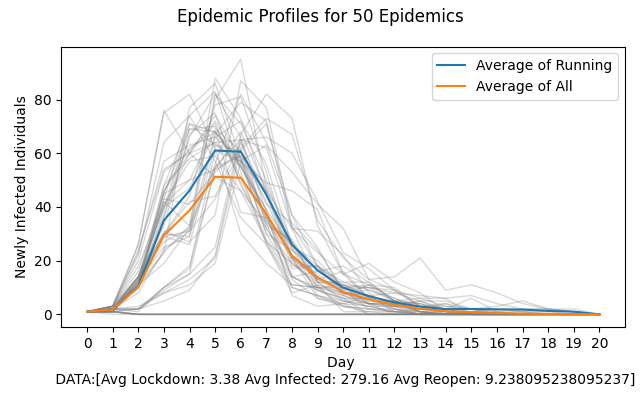 Epidemic Profiles for 50 Epidemics
Average of Running
Average of All
Newly Infected Individuals
80
60
40
20
0
0 1 2 3 4 5 6 7 8 9 10 11 12 13 14 15 16 17 18 19 20
Day
DATA:[Avg Lockdown: 3.38 Avg Infected: 279.16 Avg Reopen: 9.238095238095237]